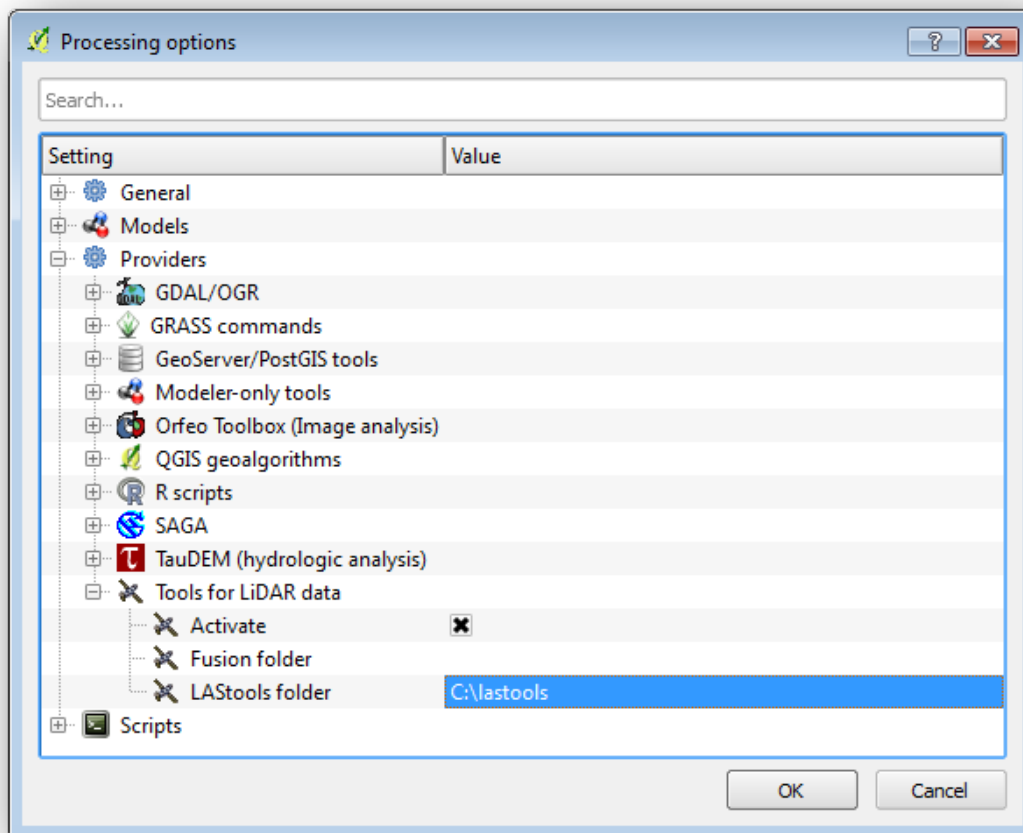 Processing options
Search...
Setting Value
General
Models
Providers
GDAL/OGR
GRASS commands
GeoServer/PostGIS tools
Modeler-only tools
Orfeo Toolbox (Image analysis)
QGIS geoalgorithms
R scripts
SAGA
TauDEM (hydrologic analysis)
Tools for LiDAR data
Activate
Fusion folder
LAStools folder C:\lastools
Scripts
OK Cancel